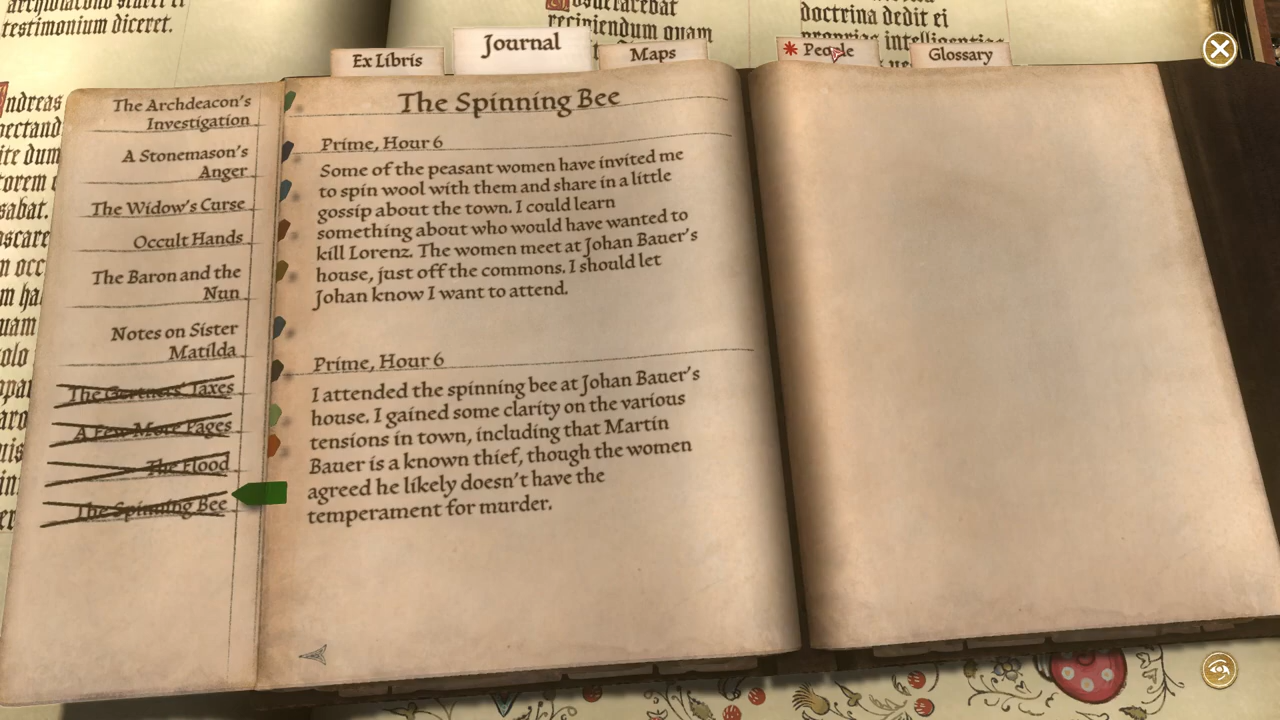 testimonium diceret.
recipiendum quam
doctrina dedit ei
Ex Libris
Journal
Maps
People
Glossary
The Archdeacon's
Investigation
A Stonemason's
Anger
The Widow's Curse
Occult Hands
The Baron and the
Nun
Notes on Sister
Matilda
The Gertners' Taxes
A Few More Pages
The Flood
The Spinning Bee
The Spinning Bee
Prime, Hour 6
Some of the peasant women have invited me
to spin wool with them and share in a little
gossip about the town. I could learn
something about who would have wanted to
kill Lorenz. The women meet at Johan Bauer's
house, just off the commons. I should let
Johan know I want to attend.
Prime, Hour 6
I attended the spinning bee at Johan Bauer's
house. I gained some clarity on the various
tensions in town, including that Martin
Bauer is a known thief, though the women
agreed he likely doesn't have the
temperament for murder.